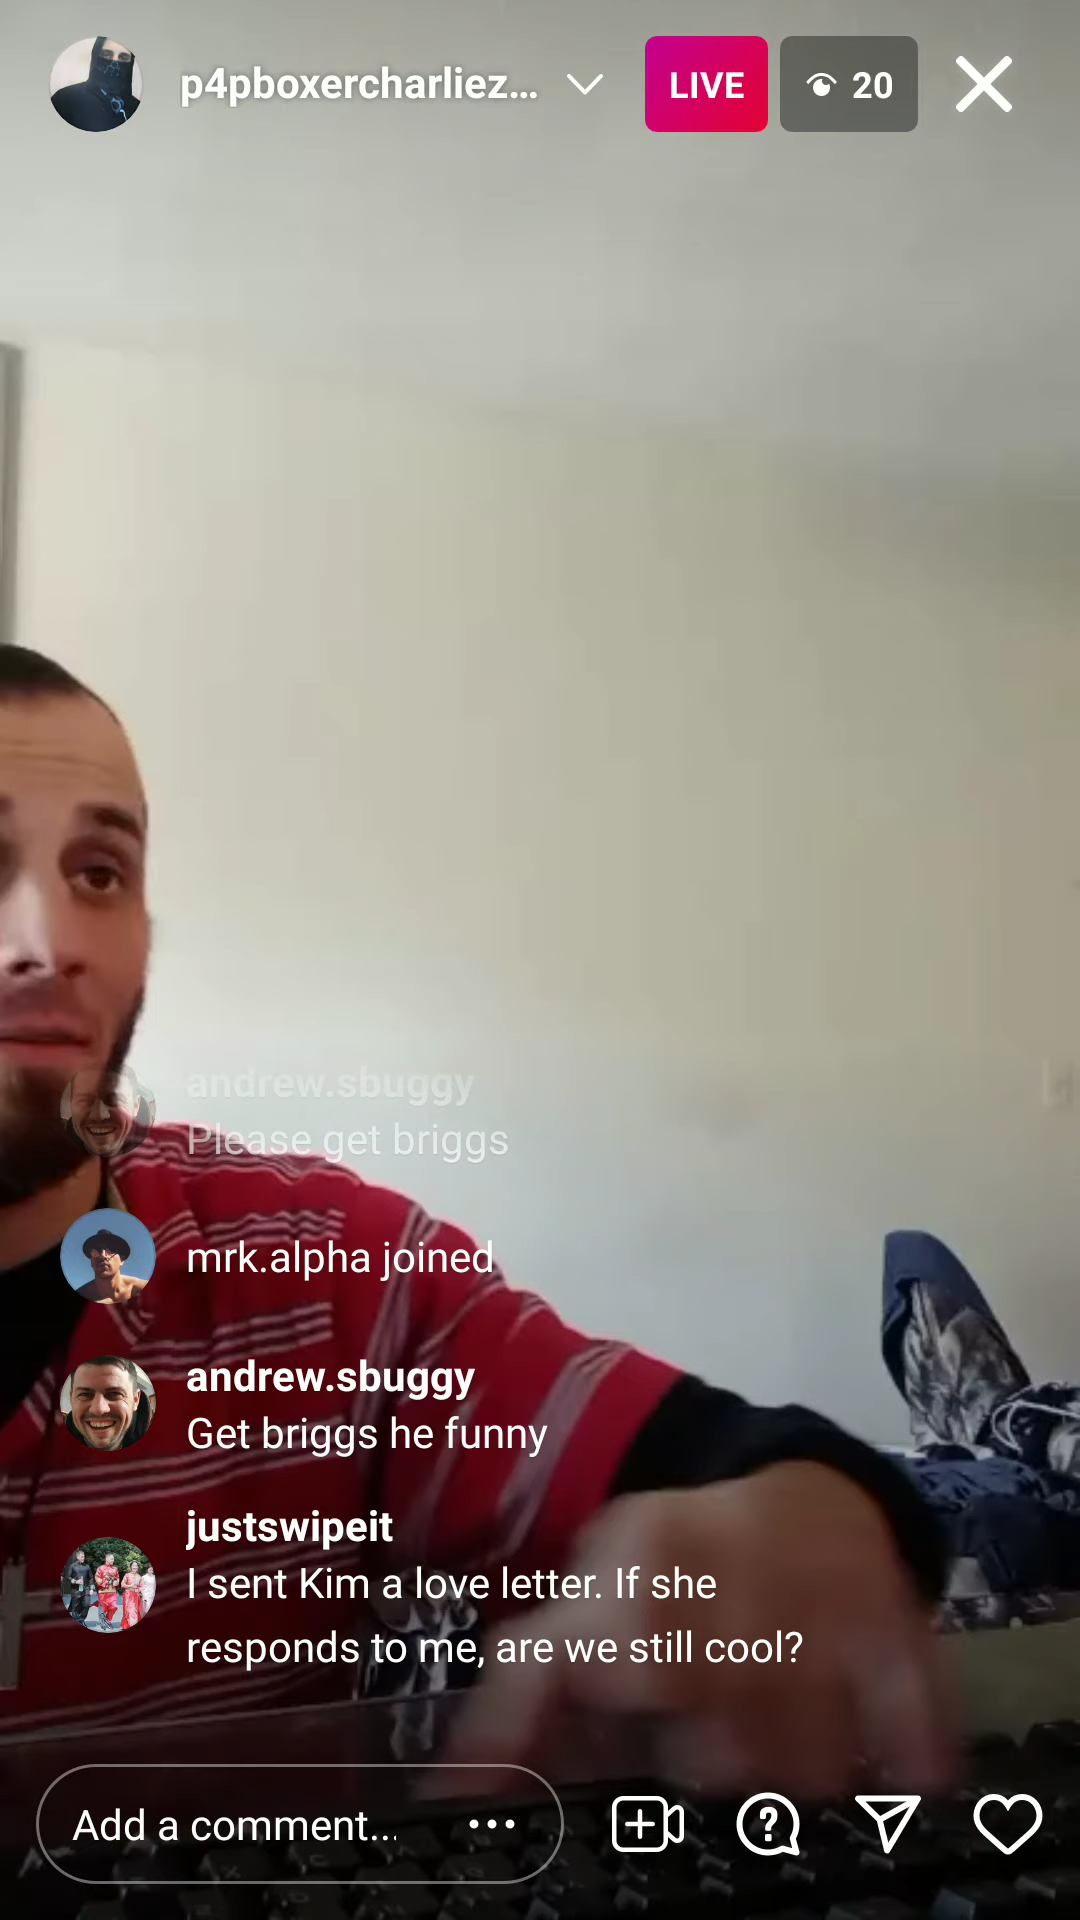 p4pboxercharliez...
LIVE
20
andrew.sbuggy
Please get briggs
mrk.alpha joined
andrew.sbuggy
Get briggs he funny
justswipeit
I sent Kim a love letter. If she
responds to me, are we still cool?
Add a comment...